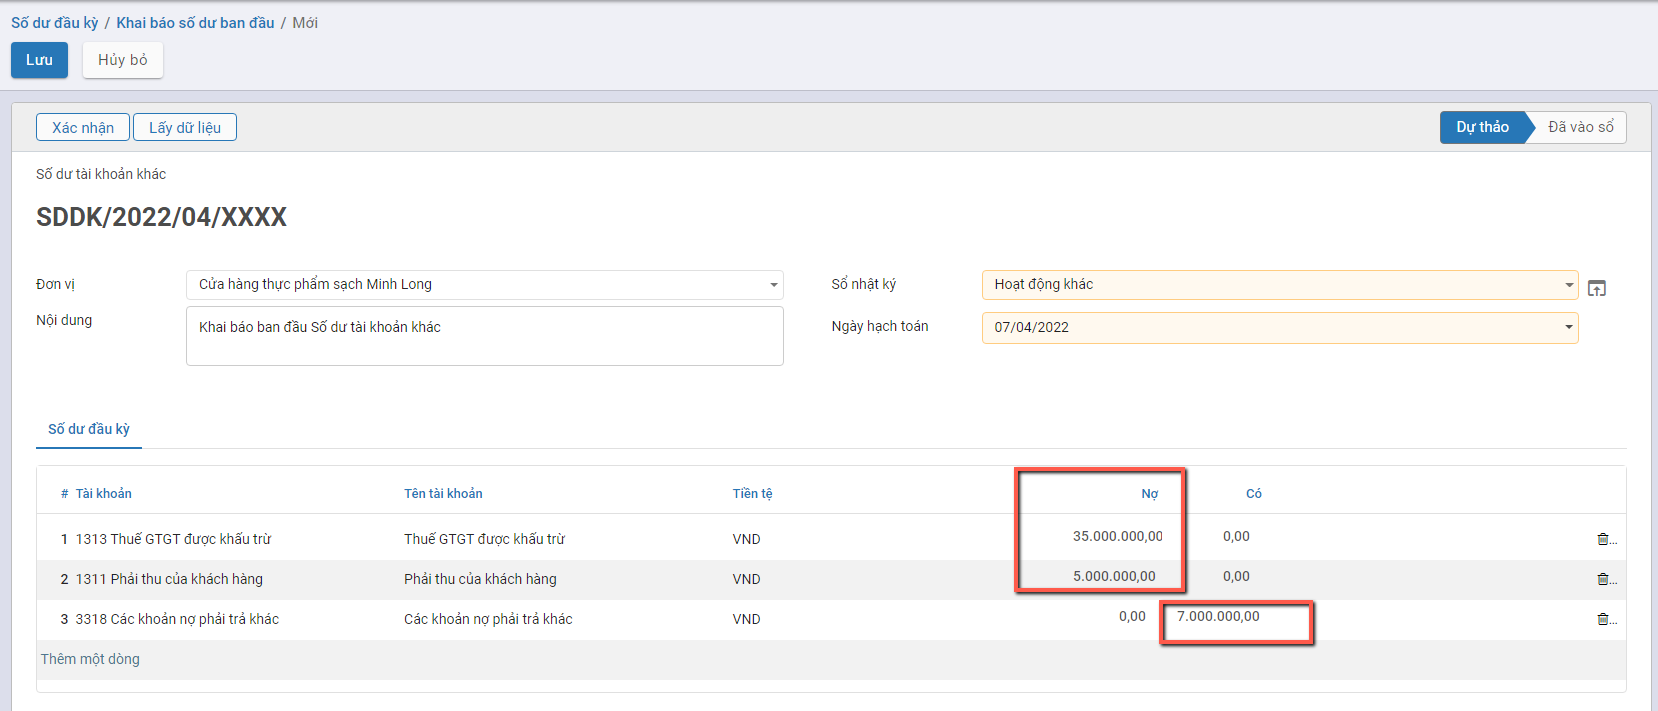 Số dư đầu kỳ / Khai báo số dư ban đầu / Mới
Lưu Hủy bỏ
Xác nhận Lấy dữ liệu Dự thảo Đã vào sổ
Số dư tài khoản khác
SDDK/2022/04/XXXX
Đơn vị Cửa hàng thực phẩm sạch Minh Long Sổ nhật ký Hoạt động khác
Nội dung Khai báo ban đầu Số dư tài khoản khác Ngày hạch toán 07/04/2022
Số dư đầu kỳ
# Tài khoản Tên tài khoản Tiền tệ Nợ Có
1 1313 Thuế GTGT được khấu trừ Thuế GTGT được khấu trừ VND 35.000.000,00 0,00 ...
2 1311 Phải thu của khách hàng Phải thu của khách hàng VND 5.000.000,00 0,00 ...
3 3318 Các khoản nợ phải trả khác Các khoản nợ phải trả khác VND 0,00 7.000.000,00 ...
Thêm một dòng